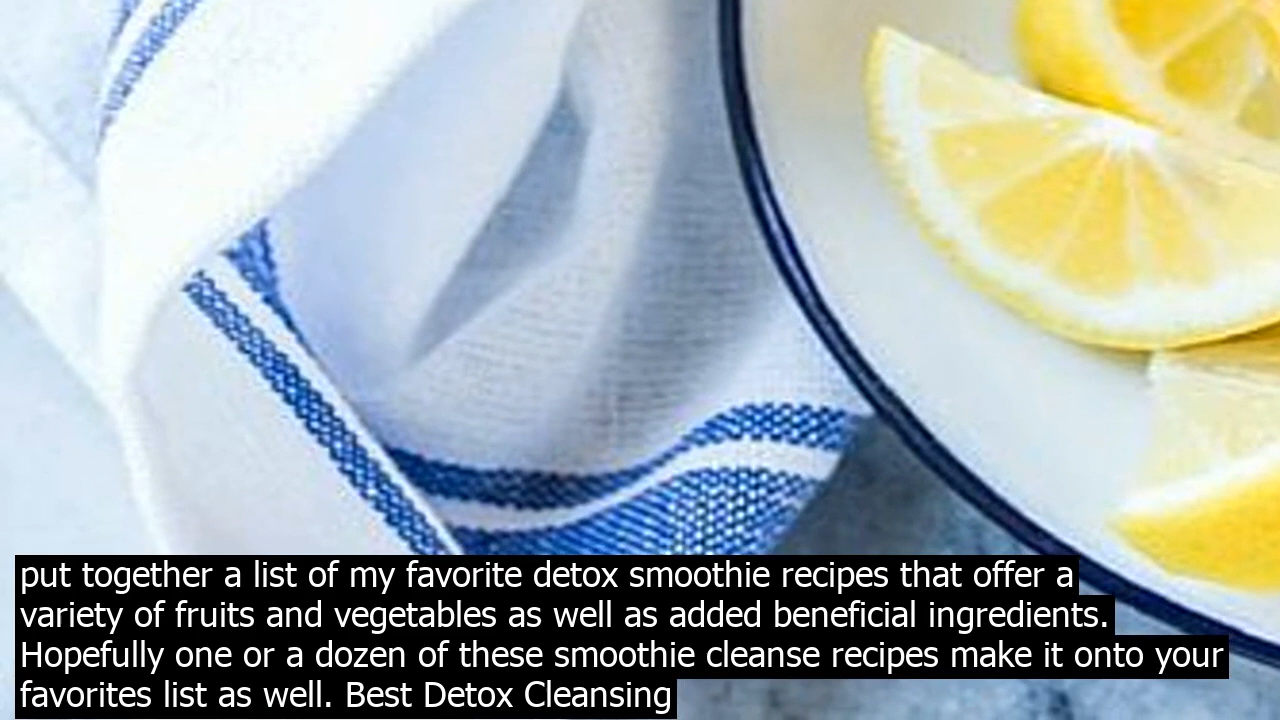 put together a list of my favorite detox smoothie recipes that offer a
variety of fruits and vegetables as well as added beneficial ingredients.
Hopefully one or a dozen of these smoothie cleanse recipes make it onto your
favorites list as well. Best Detox Cleansing